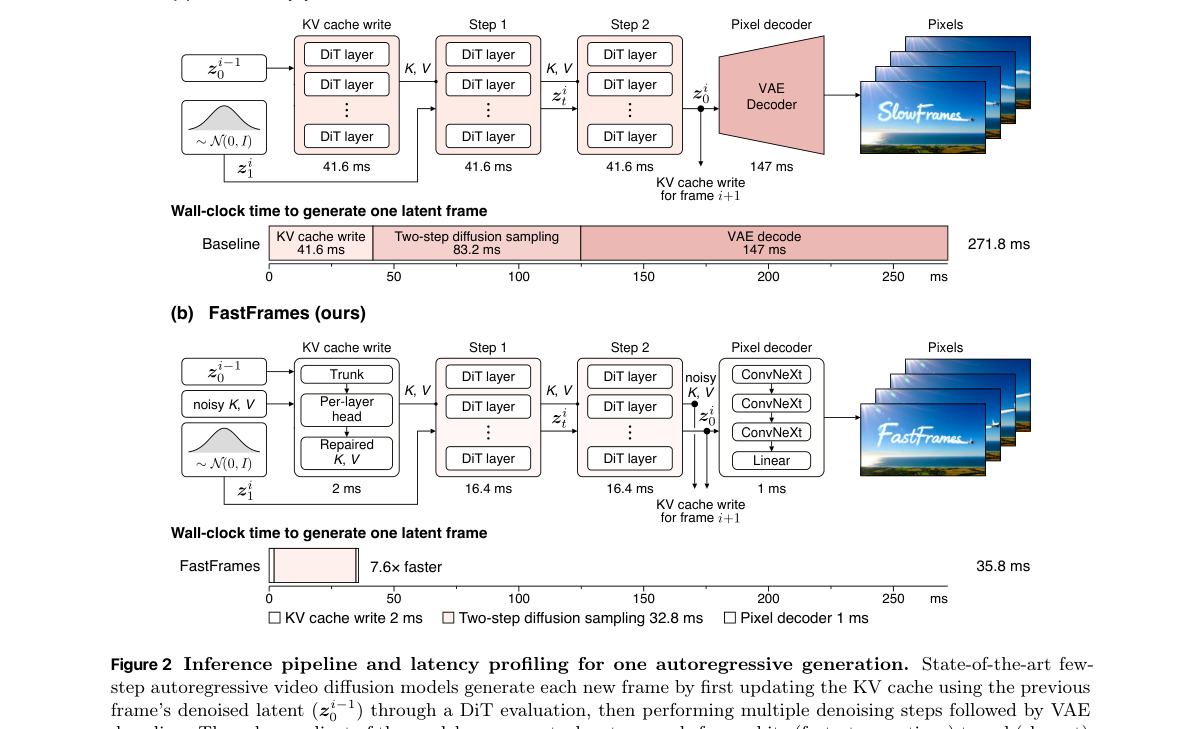 KV cache write Step 1 Step 2 Pixel decoder Pixels
DiT layer DiT layer DiT layer
z_0^{i−1}
K, V K, V
DiT layer DiT layer DiT layer
z_t^i z_0^i
VAE
Decoder
SlowFrames
⋮ ⋮ ⋮
∼ N(0, I)
DiT layer DiT layer DiT layer
z_1^i
41.6 ms 41.6 ms 41.6 ms 147 ms
KV cache write
for frame i+1
Wall-clock time to generate one latent frame
Baseline
KV cache write
41.6 ms
Two-step diffusion sampling
83.2 ms
VAE decode
147 ms
271.8 ms
0 50 100 150 200 250 ms
(b) FastFrames (ours)
KV cache write Step 1 Step 2 Pixel decoder Pixels
z_0^{i−1}
noisy K, V
∼ N(0, I)
z_1^i
Trunk
Per-layer
head
Repaired
K, V
2 ms
K, V
DiT layer
DiT layer
⋮
DiT layer
16.4 ms
K, V
z_t^i
DiT layer
DiT layer
⋮
DiT layer
16.4 ms
noisy
K, V
z_0^i
KV cache write
for frame i+1
ConvNeXt
ConvNeXt
ConvNeXt
Linear
1 ms
FastFrames
Wall-clock time to generate one latent frame
FastFrames 7.6× faster 35.8 ms
0 50 100 150 200 250 ms
KV cache write 2 ms Two-step diffusion sampling 32.8 ms Pixel decoder 1 ms
Figure 2 Inference pipeline and latency profiling for one autoregressive generation. State-of-the-art few-
step autoregressive video diffusion models generate each new frame by first updating the KV cache using the previous
frame's denoised latent (z_0^{i−1}) through a DiT evaluation, then performing multiple denoising steps followed by VAE